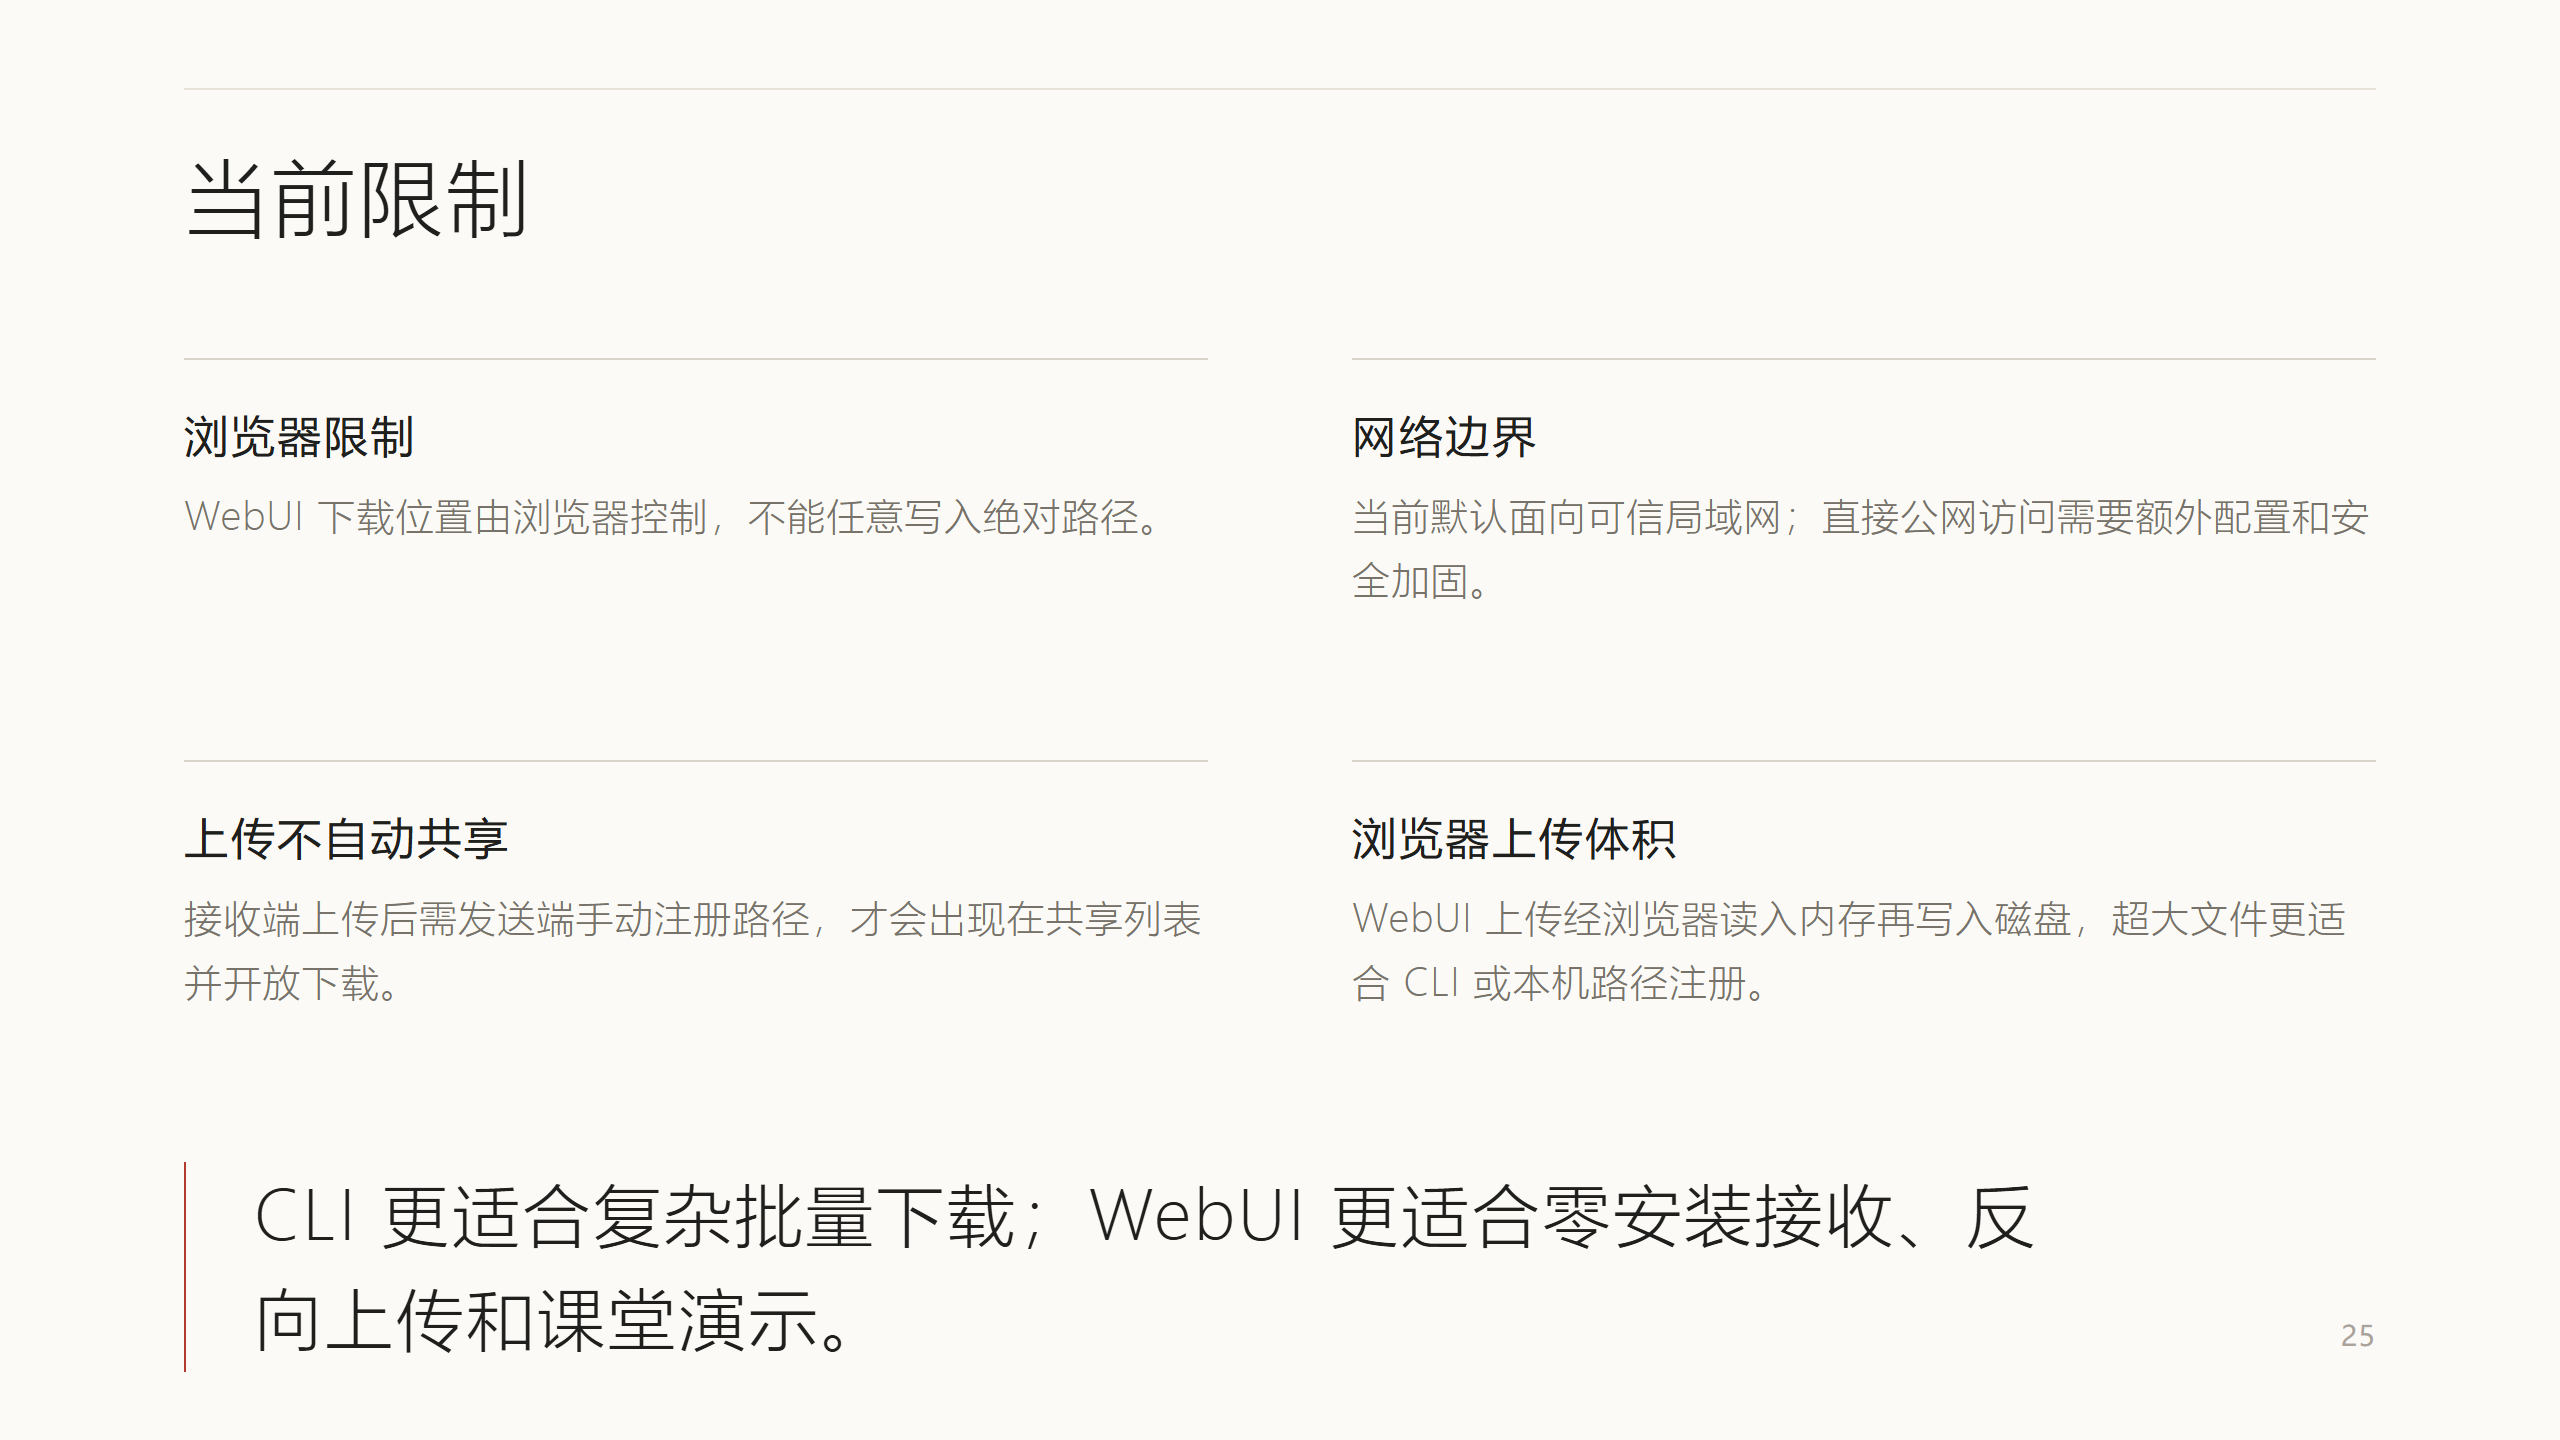 当前限制
浏览器限制
WebUI 下载位置由浏览器控制，不能任意写入绝对路径。
网络边界
当前默认面向可信局域网；直接公网访问需要额外配置和安
全加固。
上传不自动共享
接收端上传后需发送端手动注册路径，才会出现在共享列表
并开放下载。
浏览器上传体积
WebUI 上传经浏览器读入内存再写入磁盘，超大文件更适
合 CLI 或本机路径注册。
CLI 更适合复杂批量下载；WebUI 更适合零安装接收、反
向上传和课堂演示。
25